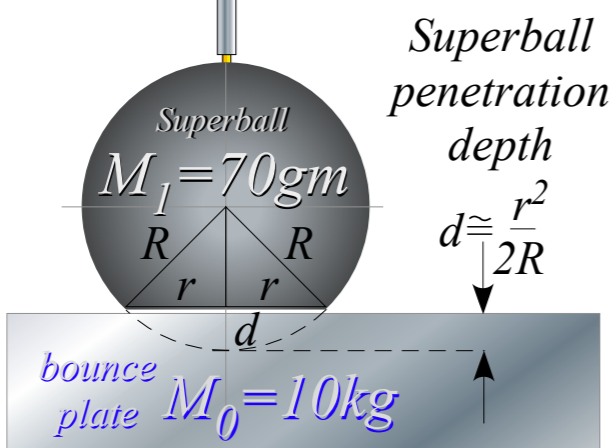 Superball
penetration
depth
d≅r²/2R
Superball
M₁=70gm
R R
r r
d
bounce
plate M₀=10kg